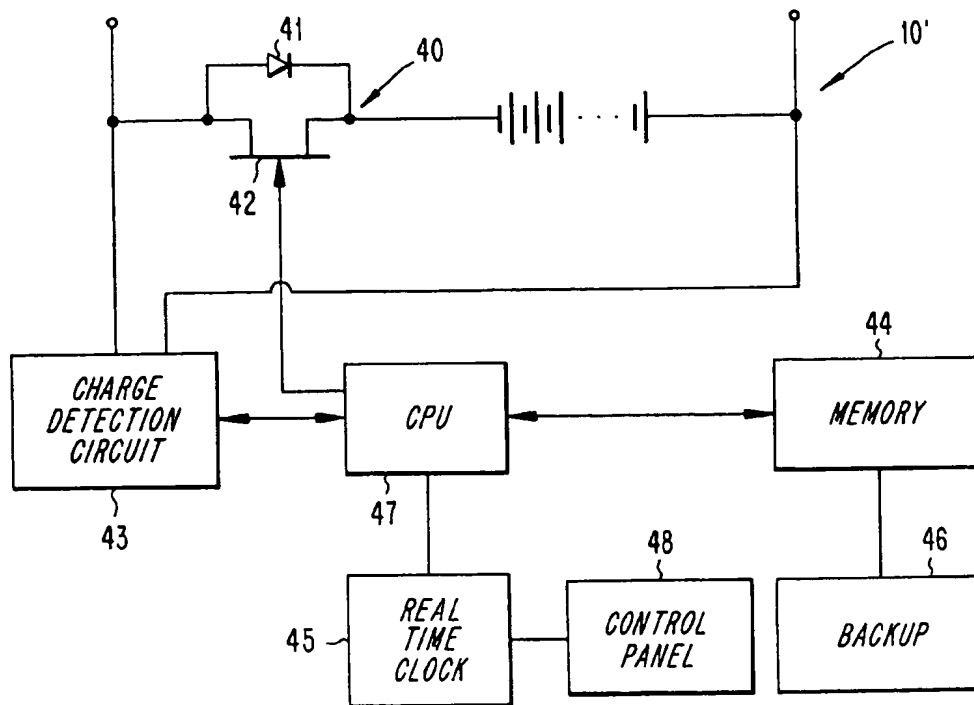 41
40
10'
42
44
CHARGE
DETECTION
CIRCUIT
CPU
MEMORY
43
47
48
46
45
REAL
TIME
CLOCK
CONTROL
PANEL
BACKUP